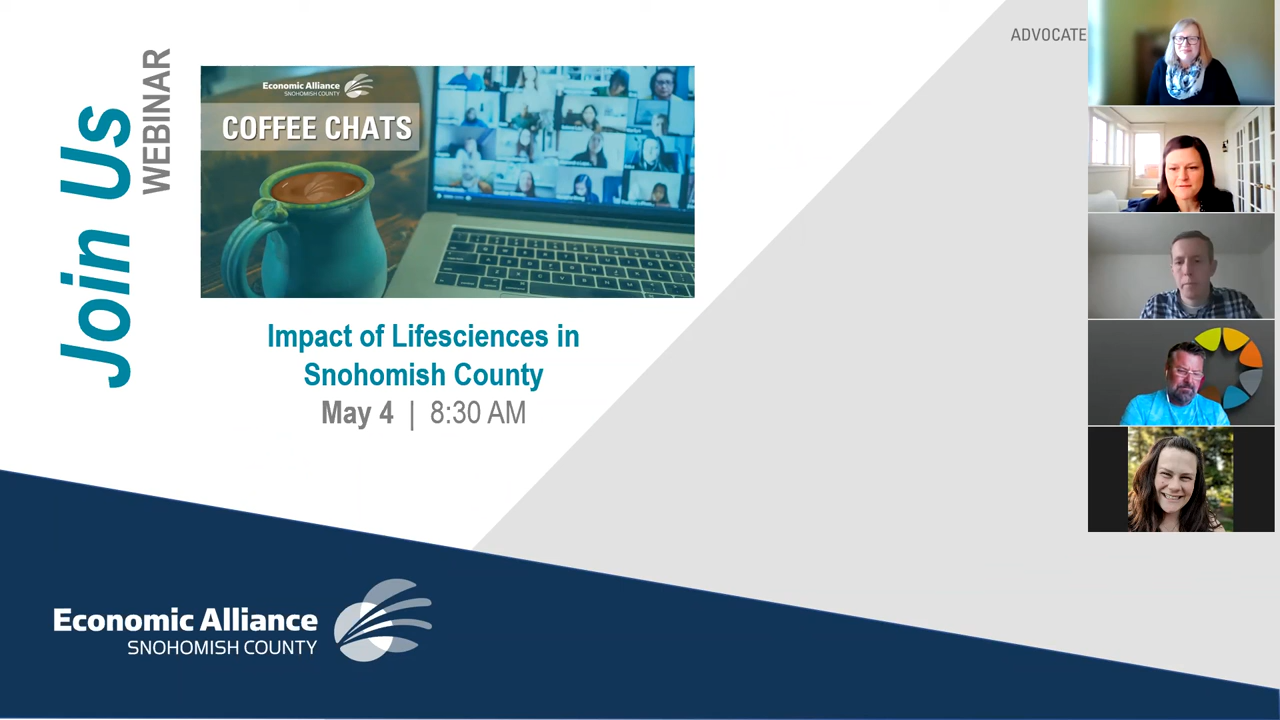 Join Us
WEBINAR
Economic Alliance
SNOHOMISH COUNTY
COFFEE CHATS
Impact of Lifesciences in
Snohomish County
May 4 | 8:30 AM
ADVOCATE
Economic Alliance
SNOHOMISH COUNTY